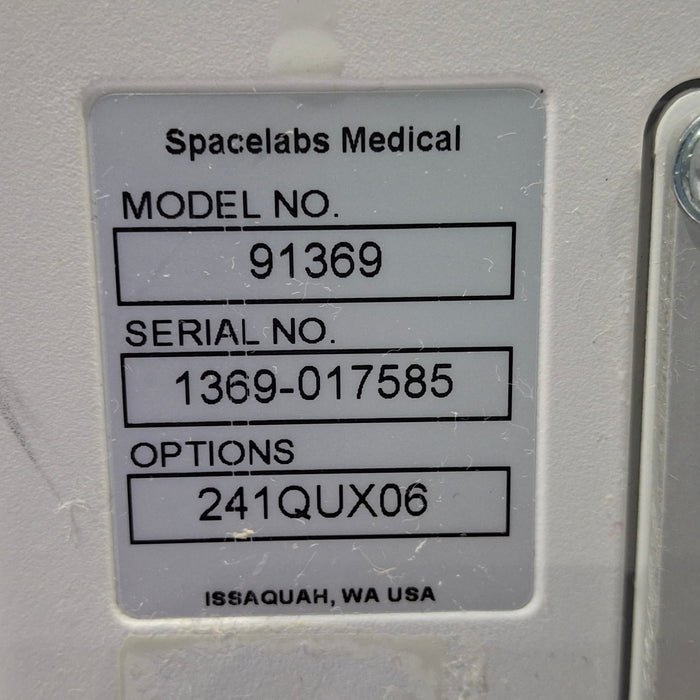 Spacelabs Medical
MODEL NO.
91369
SERIAL NO.
1369-017585
OPTIONS
241QUX06
ISSAQUAH, WA USA